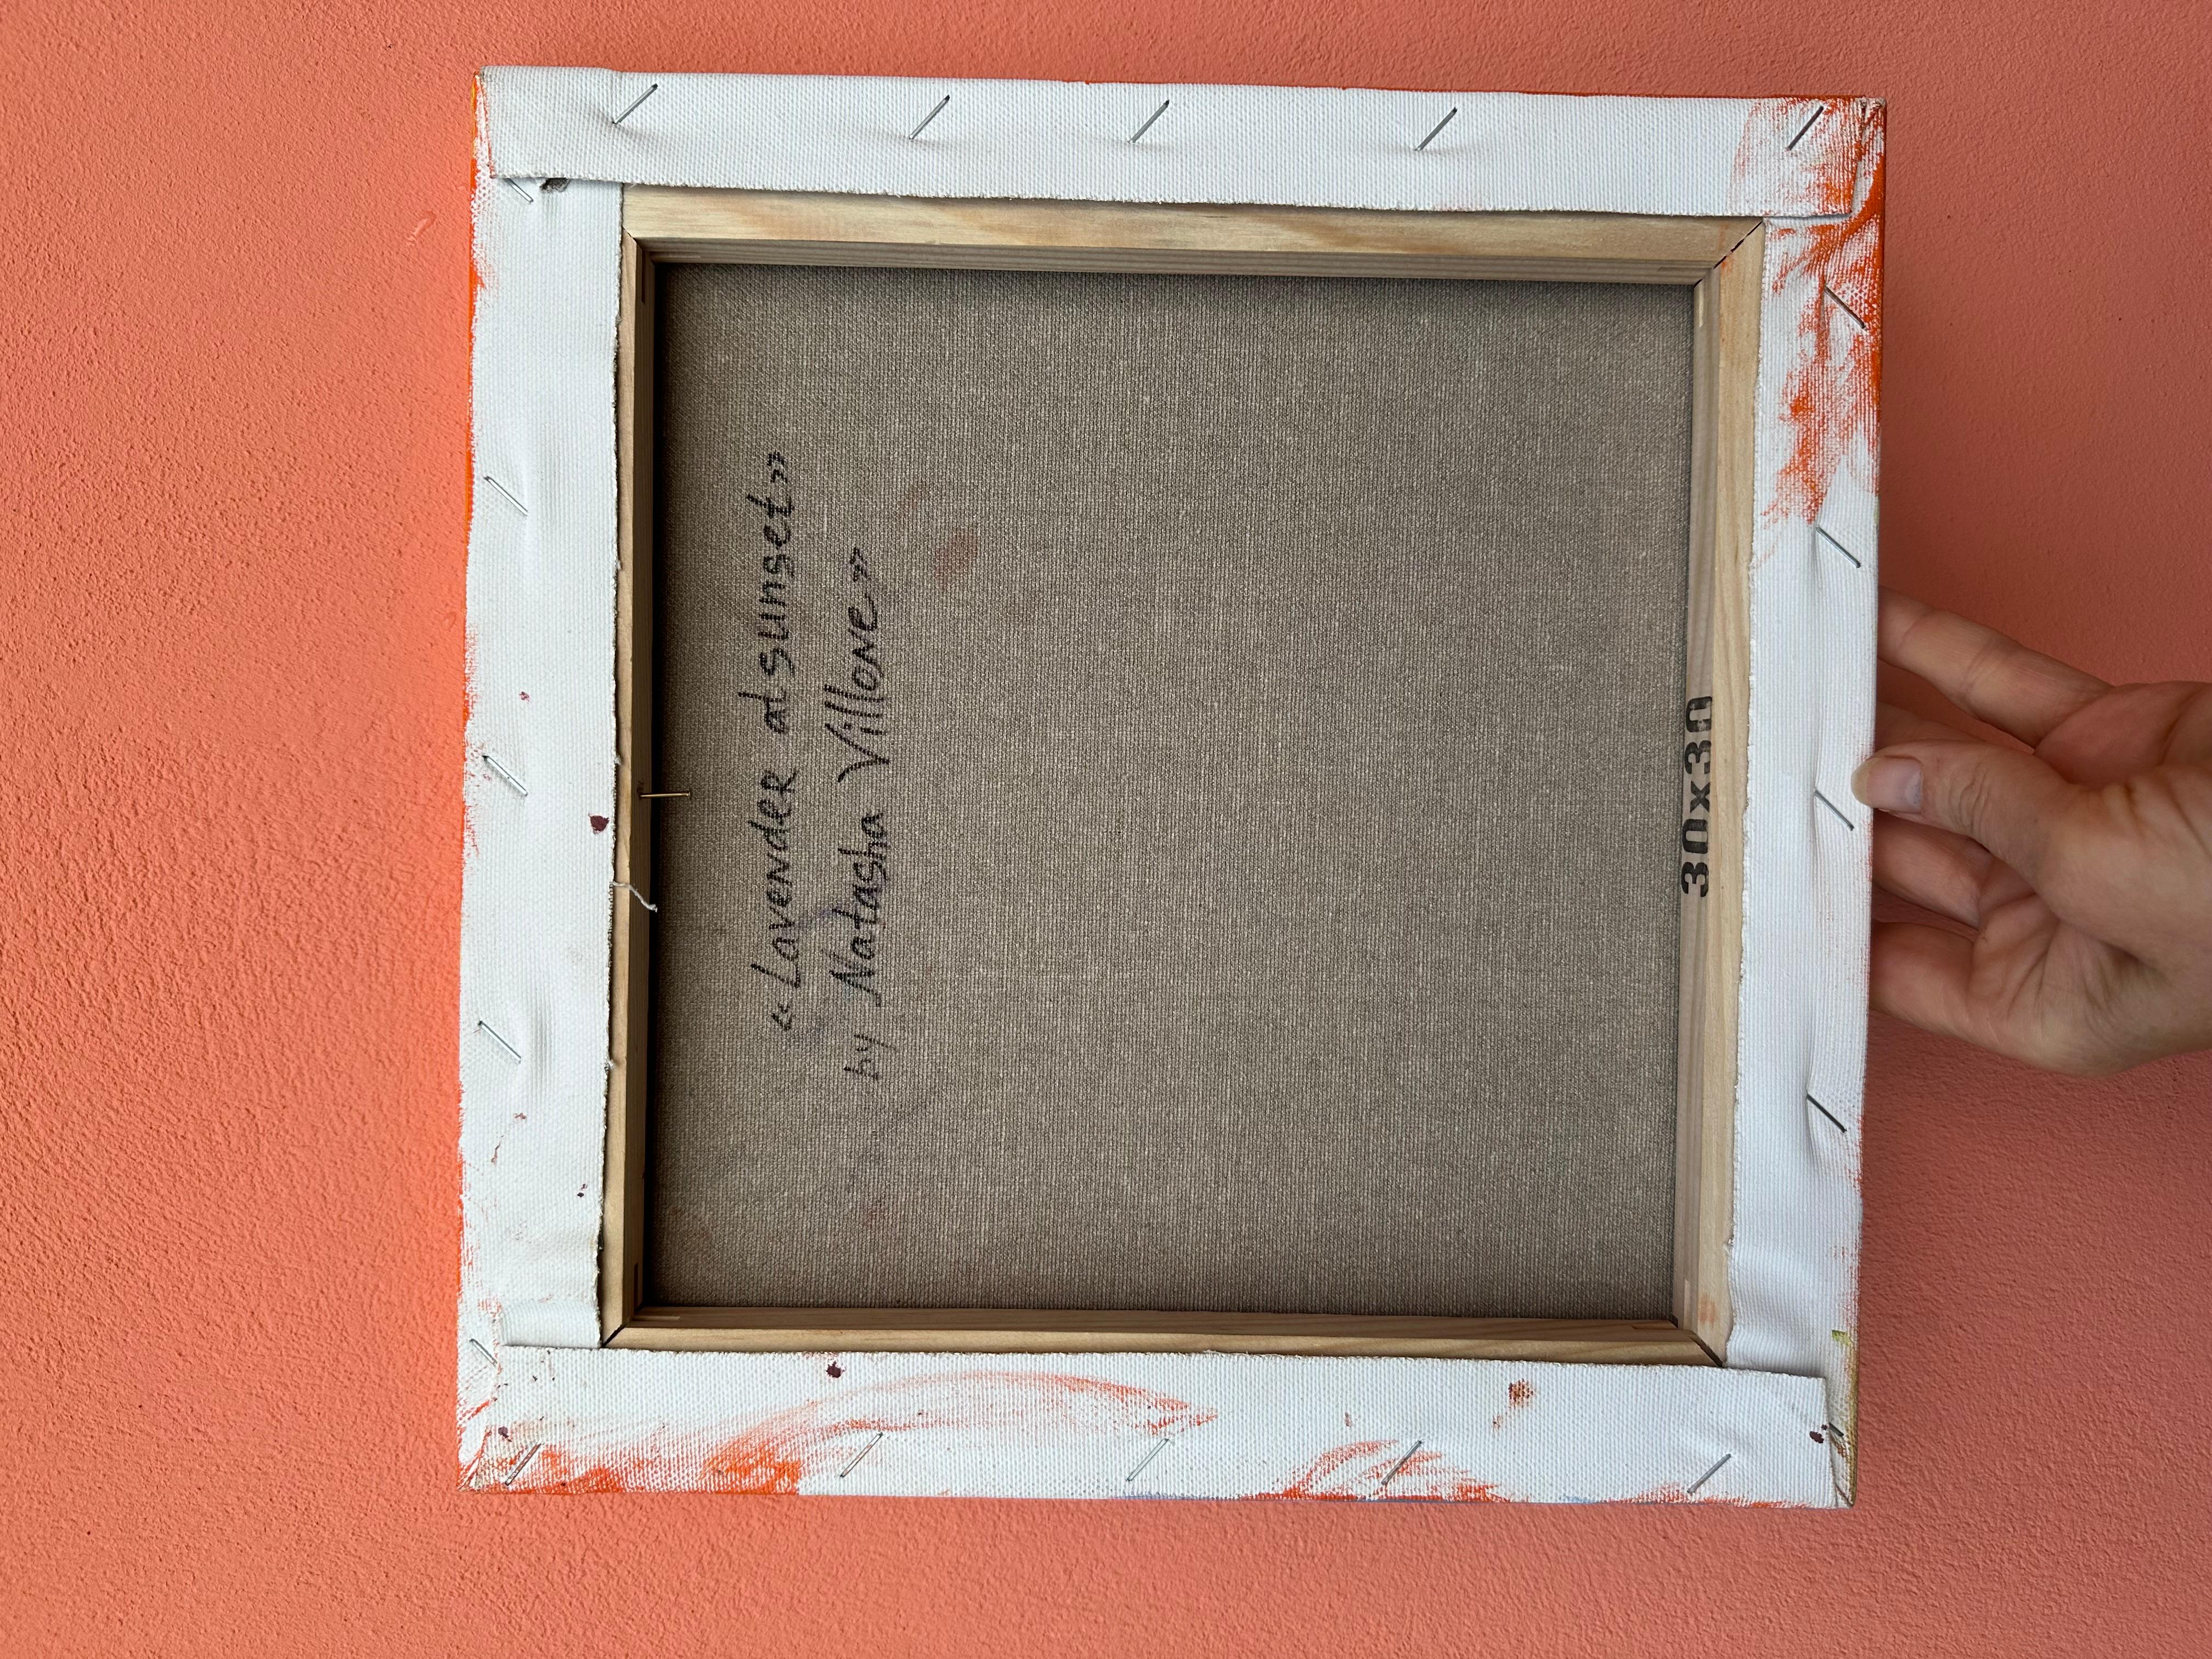 «Lavender at sunset»
by Natasha Villone»
30x30